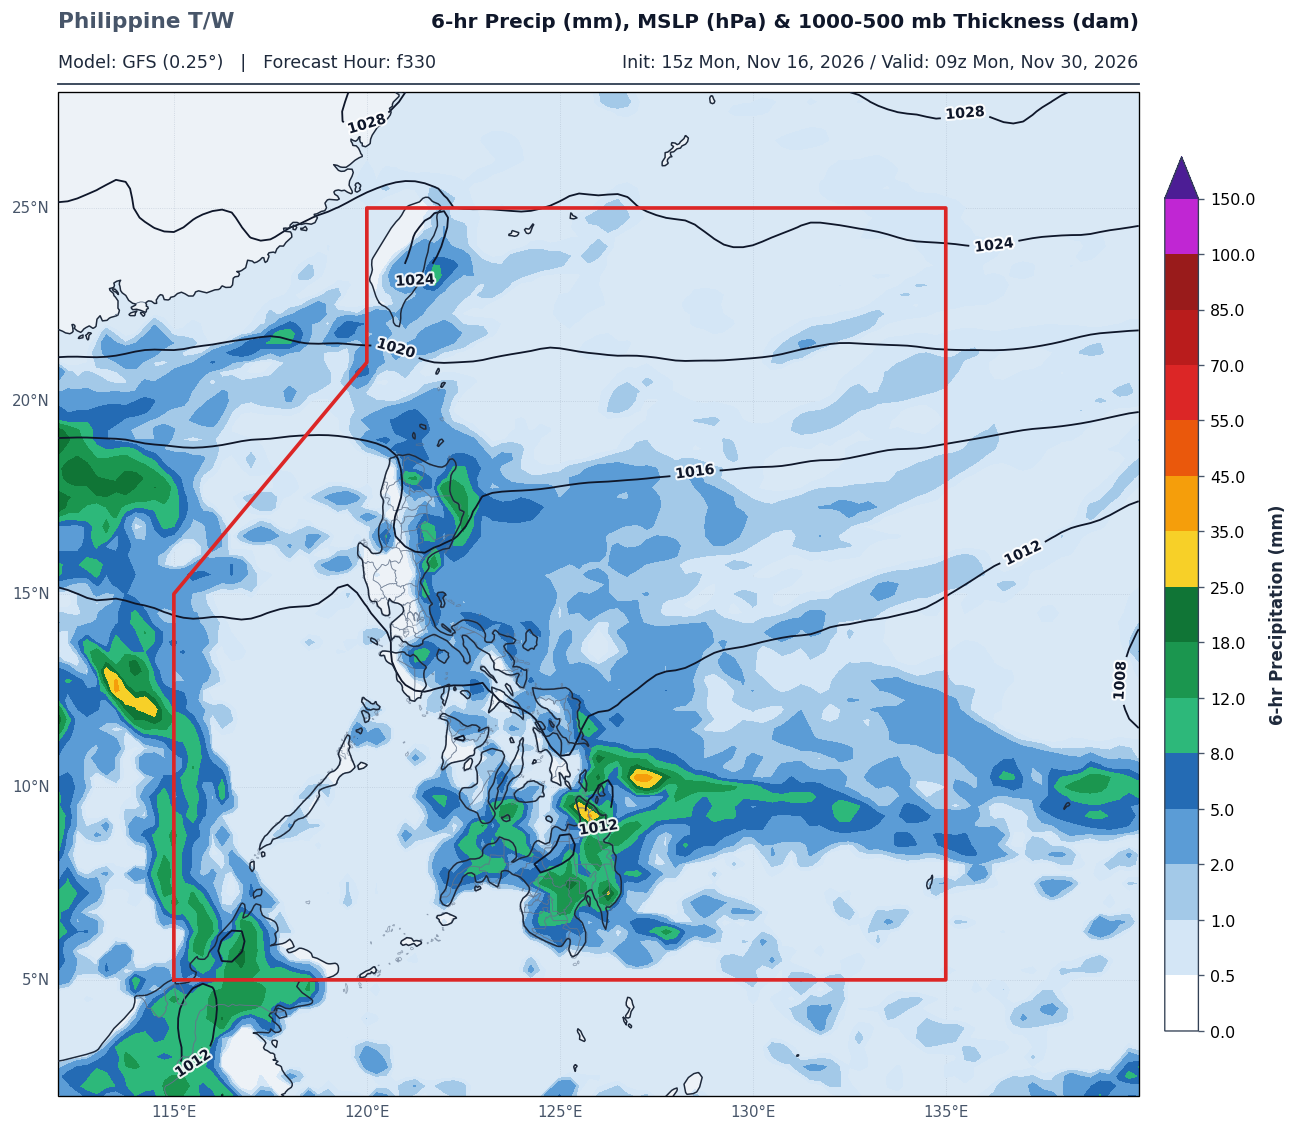 Philippine T/W
6-hr Precip (mm), MSLP (hPa) & 1000-500 mb Thickness (dam)
Model: GFS (0.25°) | Forecast Hour: f330
Init: 15z Mon, Nov 16, 2026 / Valid: 09z Mon, Nov 30, 2026
1028
1028
25°N
1024
1024
1020
20°N
1016
1012
15°N
1008
10°N
1012
5°N
1012
115°E
120°E
125°E
130°E
135°E
150.0
100.0
85.0
70.0
55.0
45.0
35.0
25.0
18.0
12.0
8.0
5.0
2.0
1.0
0.5
0.0
6-hr Precipitation (mm)